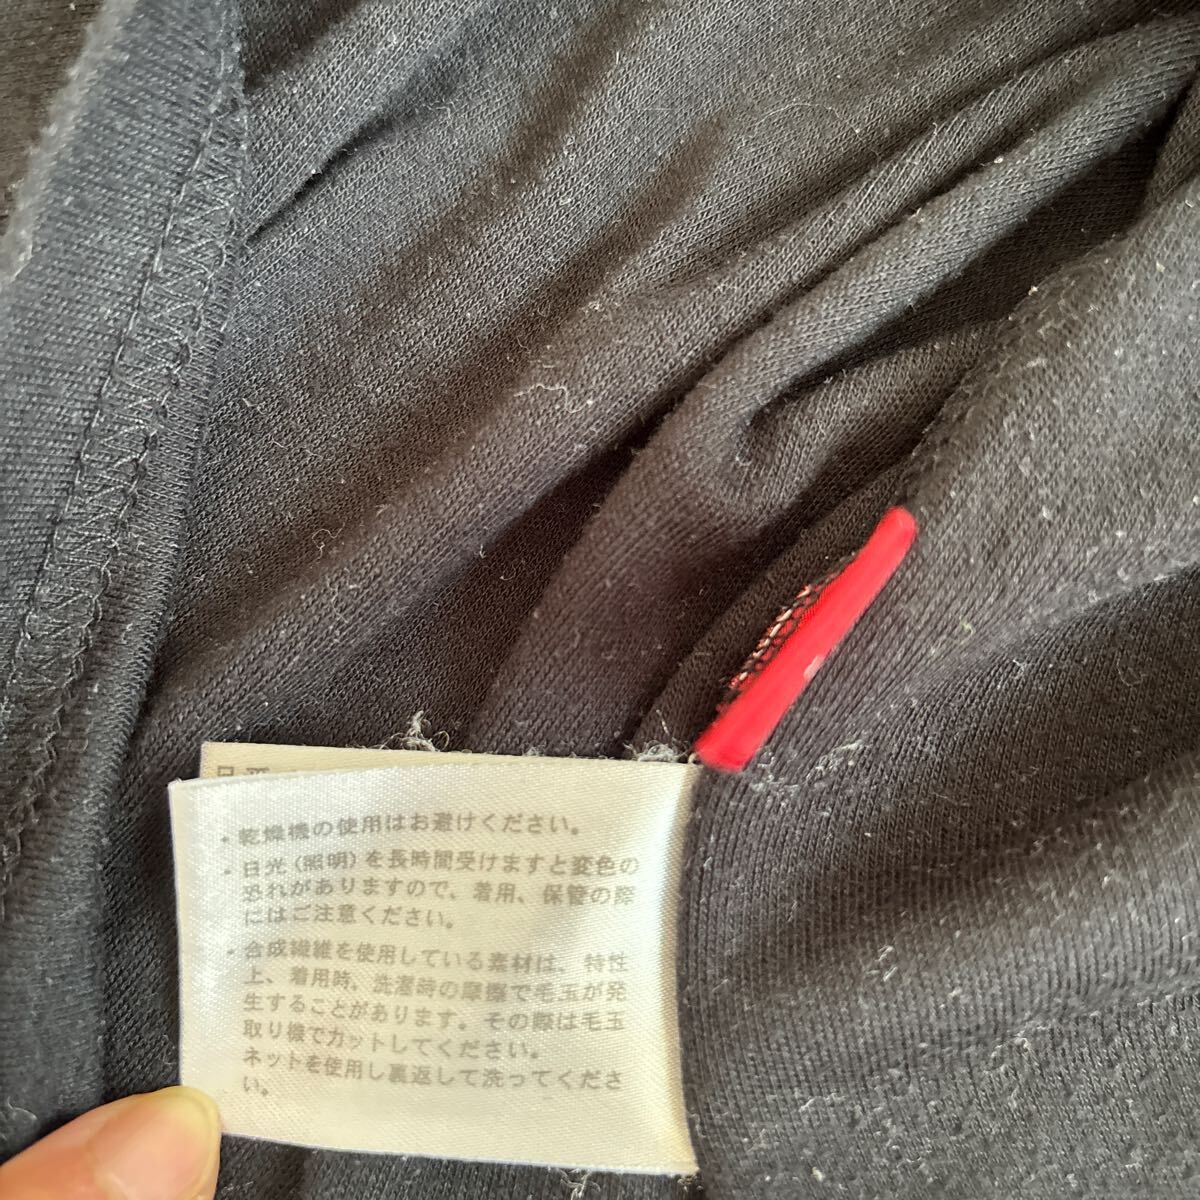 ・乾燥機の使用はお避けください。
・日光(照明)を長時間受けますと変色の
恐れがありますので、着用、保管の際
にはご注意ください。
・合成繊維を使用している素材は、特性
上、着用時、洗濯時の摩擦で毛玉が発
生することがあります。その際は毛玉
取り機でカットしてください。
ネットを使用し裏返して洗ってくださ
い。